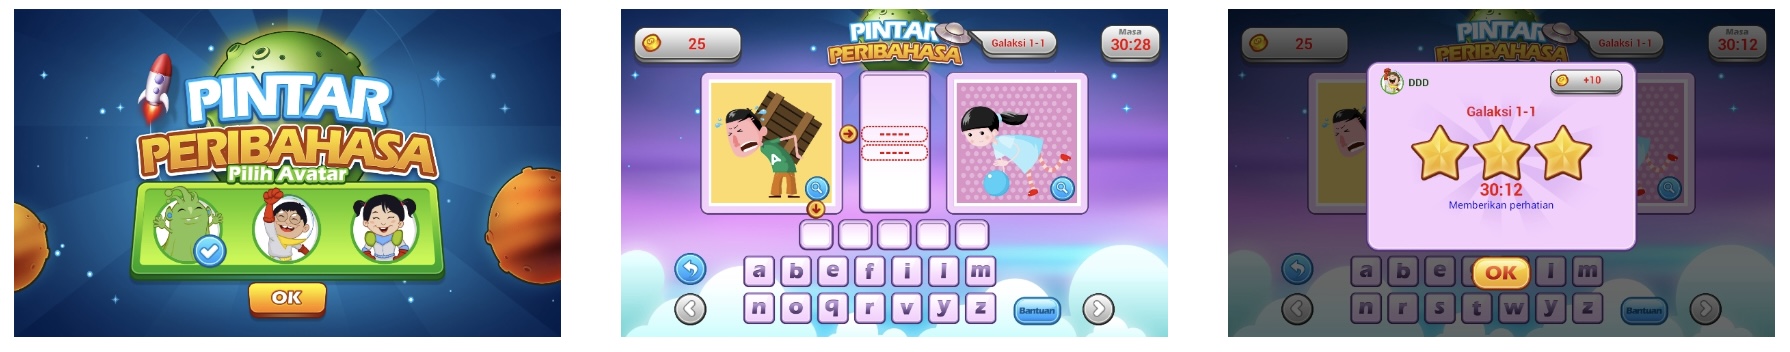 PINTAR
PERIBAHASA
Pilih Avatar
OK
25
PINTAR
PERIBAHASA
Galaksi 1-1
Masa
30:28
A
-----
-----
a b e f i l m
n o q r v y z
Bantuan
25
PINTAR
PERIBAHASA
Galaksi 1-1
Masa
30:12
DDD
+10
Galaksi 1-1
30:12
Memberikan perhatian
a b e OK l m
n r s t w y z
Bantuan